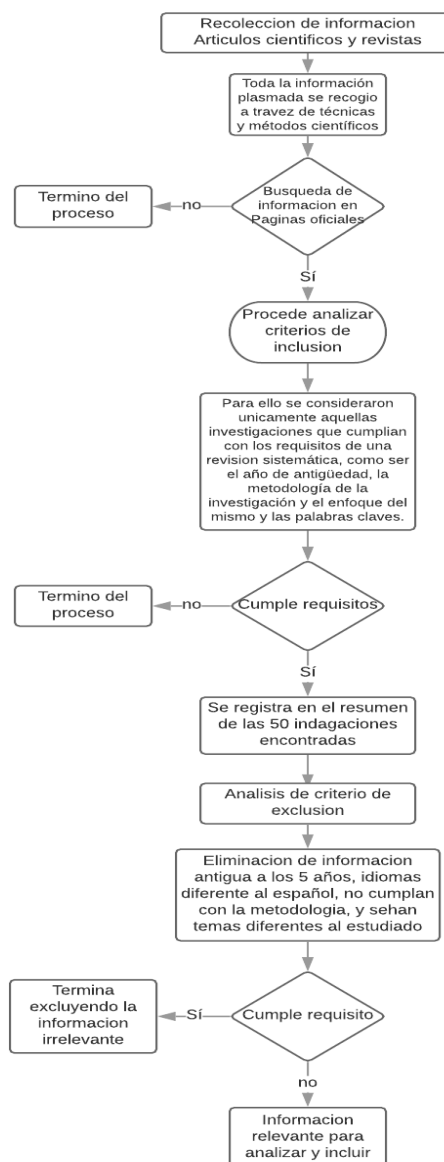 Recoleccion de informacion
Articulos cientificos y revistas
Toda la información
plasmada se recogio
a travez de técnicas
y métodos científicos
Busqueda de
informacion en
Paginas oficiales
no
Termino del
proceso
Sí
Procede analizar
criterios de
inclusion
Para ello se consideraron
unicamente aquellas
investigaciones que cumplian
con los requisitos de una
revision sistemática, como ser
el año de antigüedad, la
metodología de la
investigación y el enfoque del
mismo y las palabras claves.
Cumple requisitos
no
Termino del
proceso
Sí
Se registra en el resumen
de las 50 indagaciones
encontradas
Analisis de criterio de
exclusion
Eliminacion de informacion
antigua a los 5 años, idiomas
diferente al español, no cumplan
con la metodologia, y sehan
temas diferentes al estudiado
Cumple requisito
Sí
Termina
excluyendo la
informacion
irrelevante
no
Informacion
relevante para
analizar y incluir